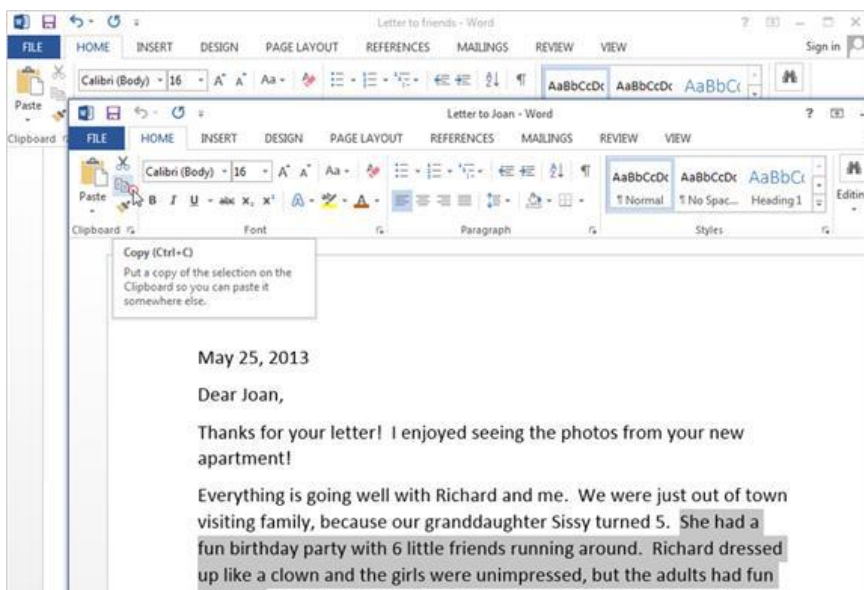 Letter to friends - Word
FILE HOME INSERT DESIGN PAGE LAYOUT REFERENCES MAILINGS REVIEW VIEW Sign in
Calibri (Body) 16 A A Aa AaBbCcDc AaBbCcDc AaBbCc
Paste
Clipboard
Letter to Joan - Word
FILE HOME INSERT DESIGN PAGE LAYOUT REFERENCES MAILINGS REVIEW VIEW
Calibri (Body) 16 A A Aa AaBbCcDc AaBbCcDc AaBbCc
Paste B I U abc X₂ X² A A ¶ Normal ¶ No Spac... Heading 1 Editin
Clipboard Font Paragraph Styles
Copy (Ctrl+C)
Put a copy of the selection on the
Clipboard so you can paste it
somewhere else.
May 25, 2013
Dear Joan,
Thanks for your letter! I enjoyed seeing the photos from your new
apartment!
Everything is going well with Richard and me. We were just out of town
visiting family, because our granddaughter Sissy turned 5. She had a
fun birthday party with 6 little friends running around. Richard dressed
up like a clown and the girls were unimpressed, but the adults had fun